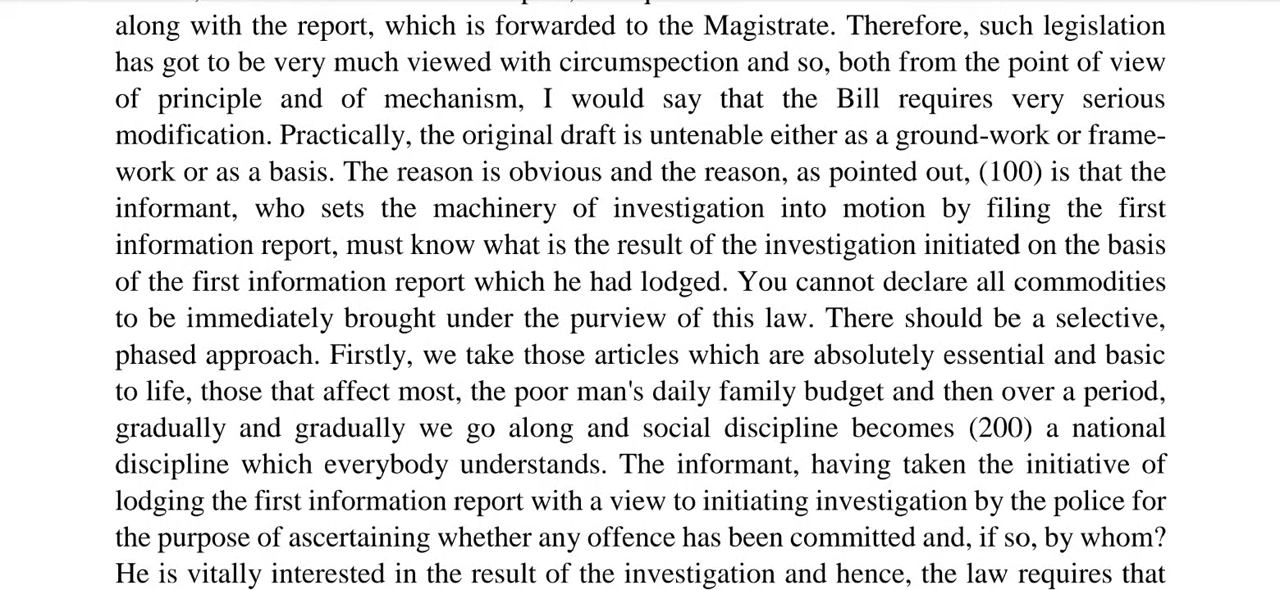 along with the report, which is forwarded to the Magistrate. Therefore, such legislation
has got to be very much viewed with circumspection and so, both from the point of view
of principle and of mechanism, I would say that the Bill requires very serious
modification. Practically, the original draft is untenable either as a ground-work or frame-
work or as a basis. The reason is obvious and the reason, as pointed out, (100) is that the
informant, who sets the machinery of investigation into motion by filing the first
information report, must know what is the result of the investigation initiated on the basis
of the first information report which he had lodged. You cannot declare all commodities
to be immediately brought under the purview of this law. There should be a selective,
phased approach. Firstly, we take those articles which are absolutely essential and basic
to life, those that affect most, the poor man's daily family budget and then over a period,
gradually and gradually we go along and social discipline becomes (200) a national
discipline which everybody understands. The informant, having taken the initiative of
lodging the first information report with a view to initiating investigation by the police for
the purpose of ascertaining whether any offence has been committed and, if so, by whom?
He is vitally interested in the result of the investigation and hence, the law requires that